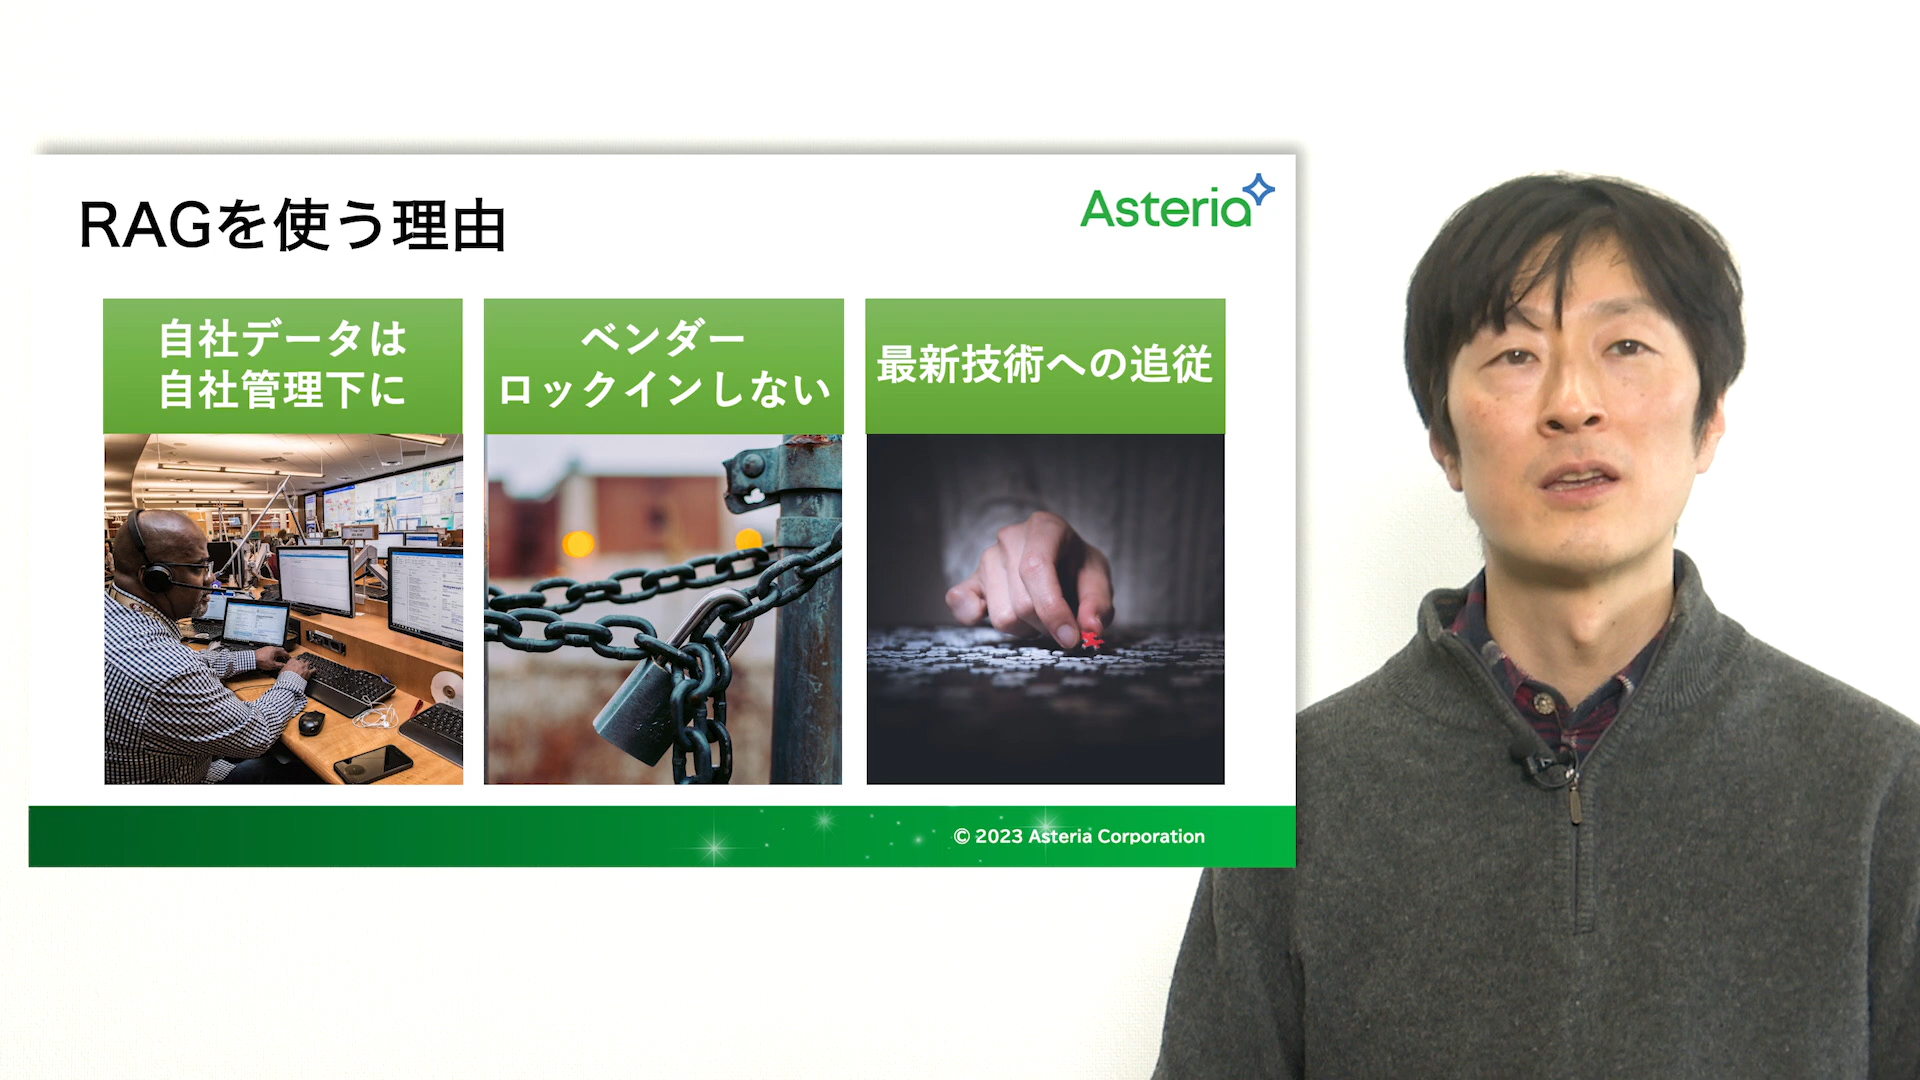 RAGを使う理由
Asteria
自社データは
自社管理下に
ベンダー
ロックインしない
最新技術への追従
© 2023 Asteria Corporation